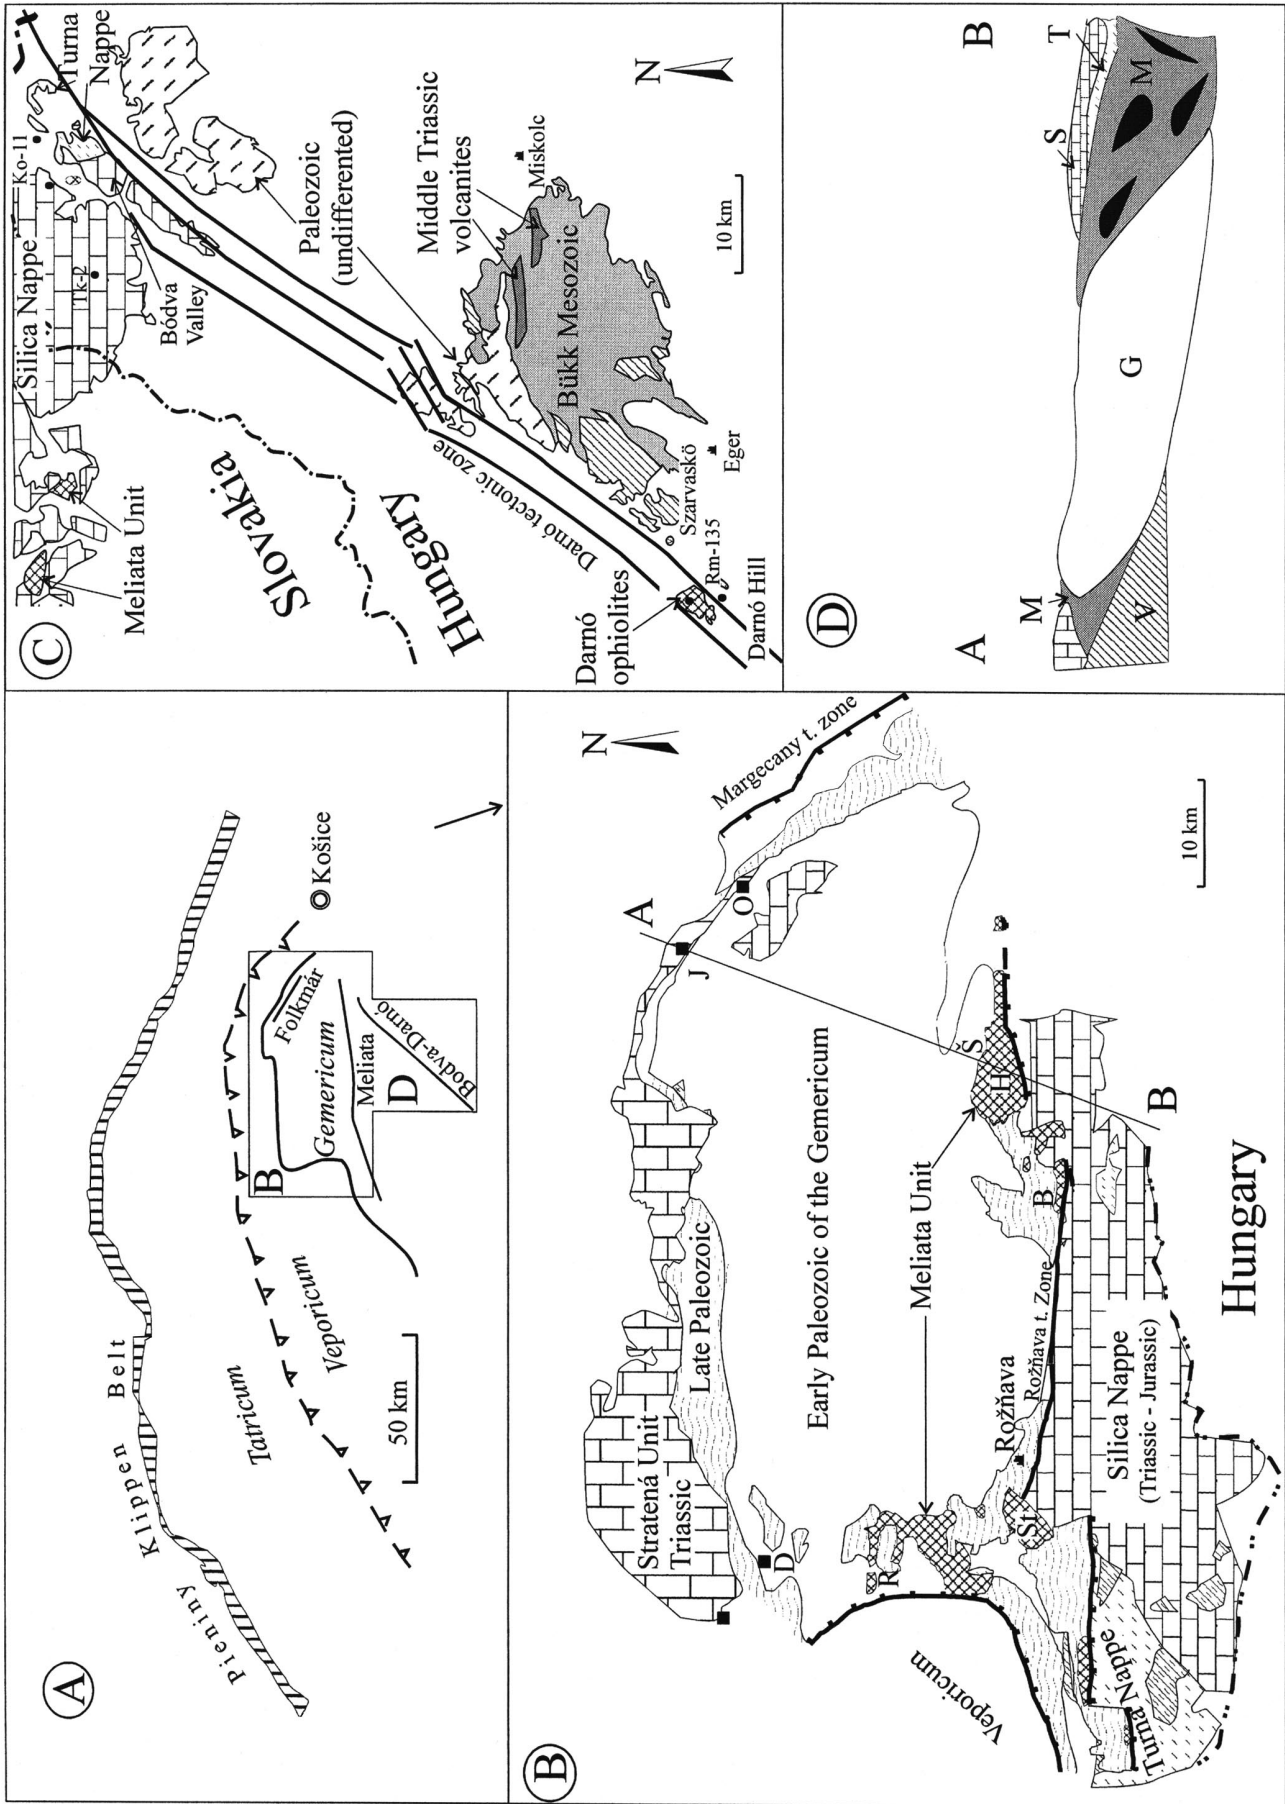 A
Pieniny
Klippen
Belt
Tatricum
Veporicum
50 km
B
Folkmár
Gemericum
Meliata
D
Bodva-Darnó
Košice
B
N
Margecany t. zone
A
J
O
Stratená Unit
Triassic
Late Paleozoic
D
Early Paleozoic of the Gemericum
Meliata Unit
R
Š
H
B
Veporicum
Rožňava
Rožňava t. Zone
St
Silica Nappe
(Triassic - Jurassic)
Turna Nappe
B
Hungary
10 km
C
Meliata Unit
Silica Nappe
Ko-11
Tk-2
Turna
Nappe
Bódva
Valley
Slovakia
Hungary
Paleozoic
(undifferented)
Middle Triassic
volcanites
Miskolc
Bükk Mesozoic
Darnó tectonic zone
Darnó
ophiolites
Szarvaskö
Eger
Rm-135
Darnó Hill
N
10 km
D
A
B
M
V
G
S
T
M